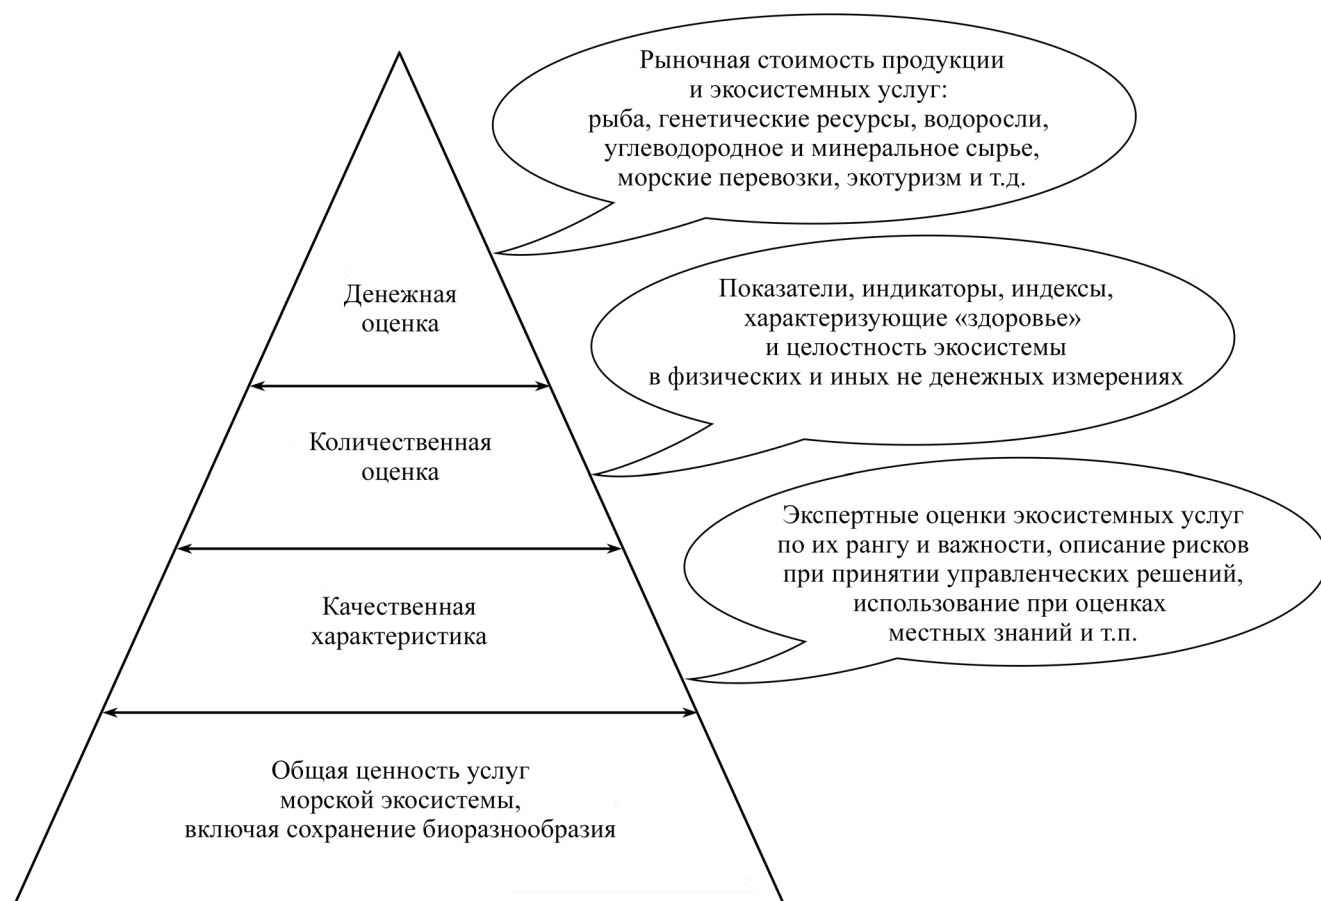 Рыночная стоимость продукции
и экосистемных услуг:
рыба, генетические ресурсы, водоросли,
углеводородное и минеральное сырье,
морские перевозки, экотуризм и т.д.
Денежная
оценка
Показатели, индикаторы, индексы,
характеризующие «здоровье»
и целостность экосистемы
в физических и иных не денежных измерениях
Количественная
оценка
Экспертные оценки экосистемных услуг
по их рангу и важности, описание рисков
при принятии управленческих решений,
использование при оценках
местных знаний и т.п.
Качественная
характеристика
Общая ценность услуг
морской экосистемы,
включая сохранение биоразнообразия